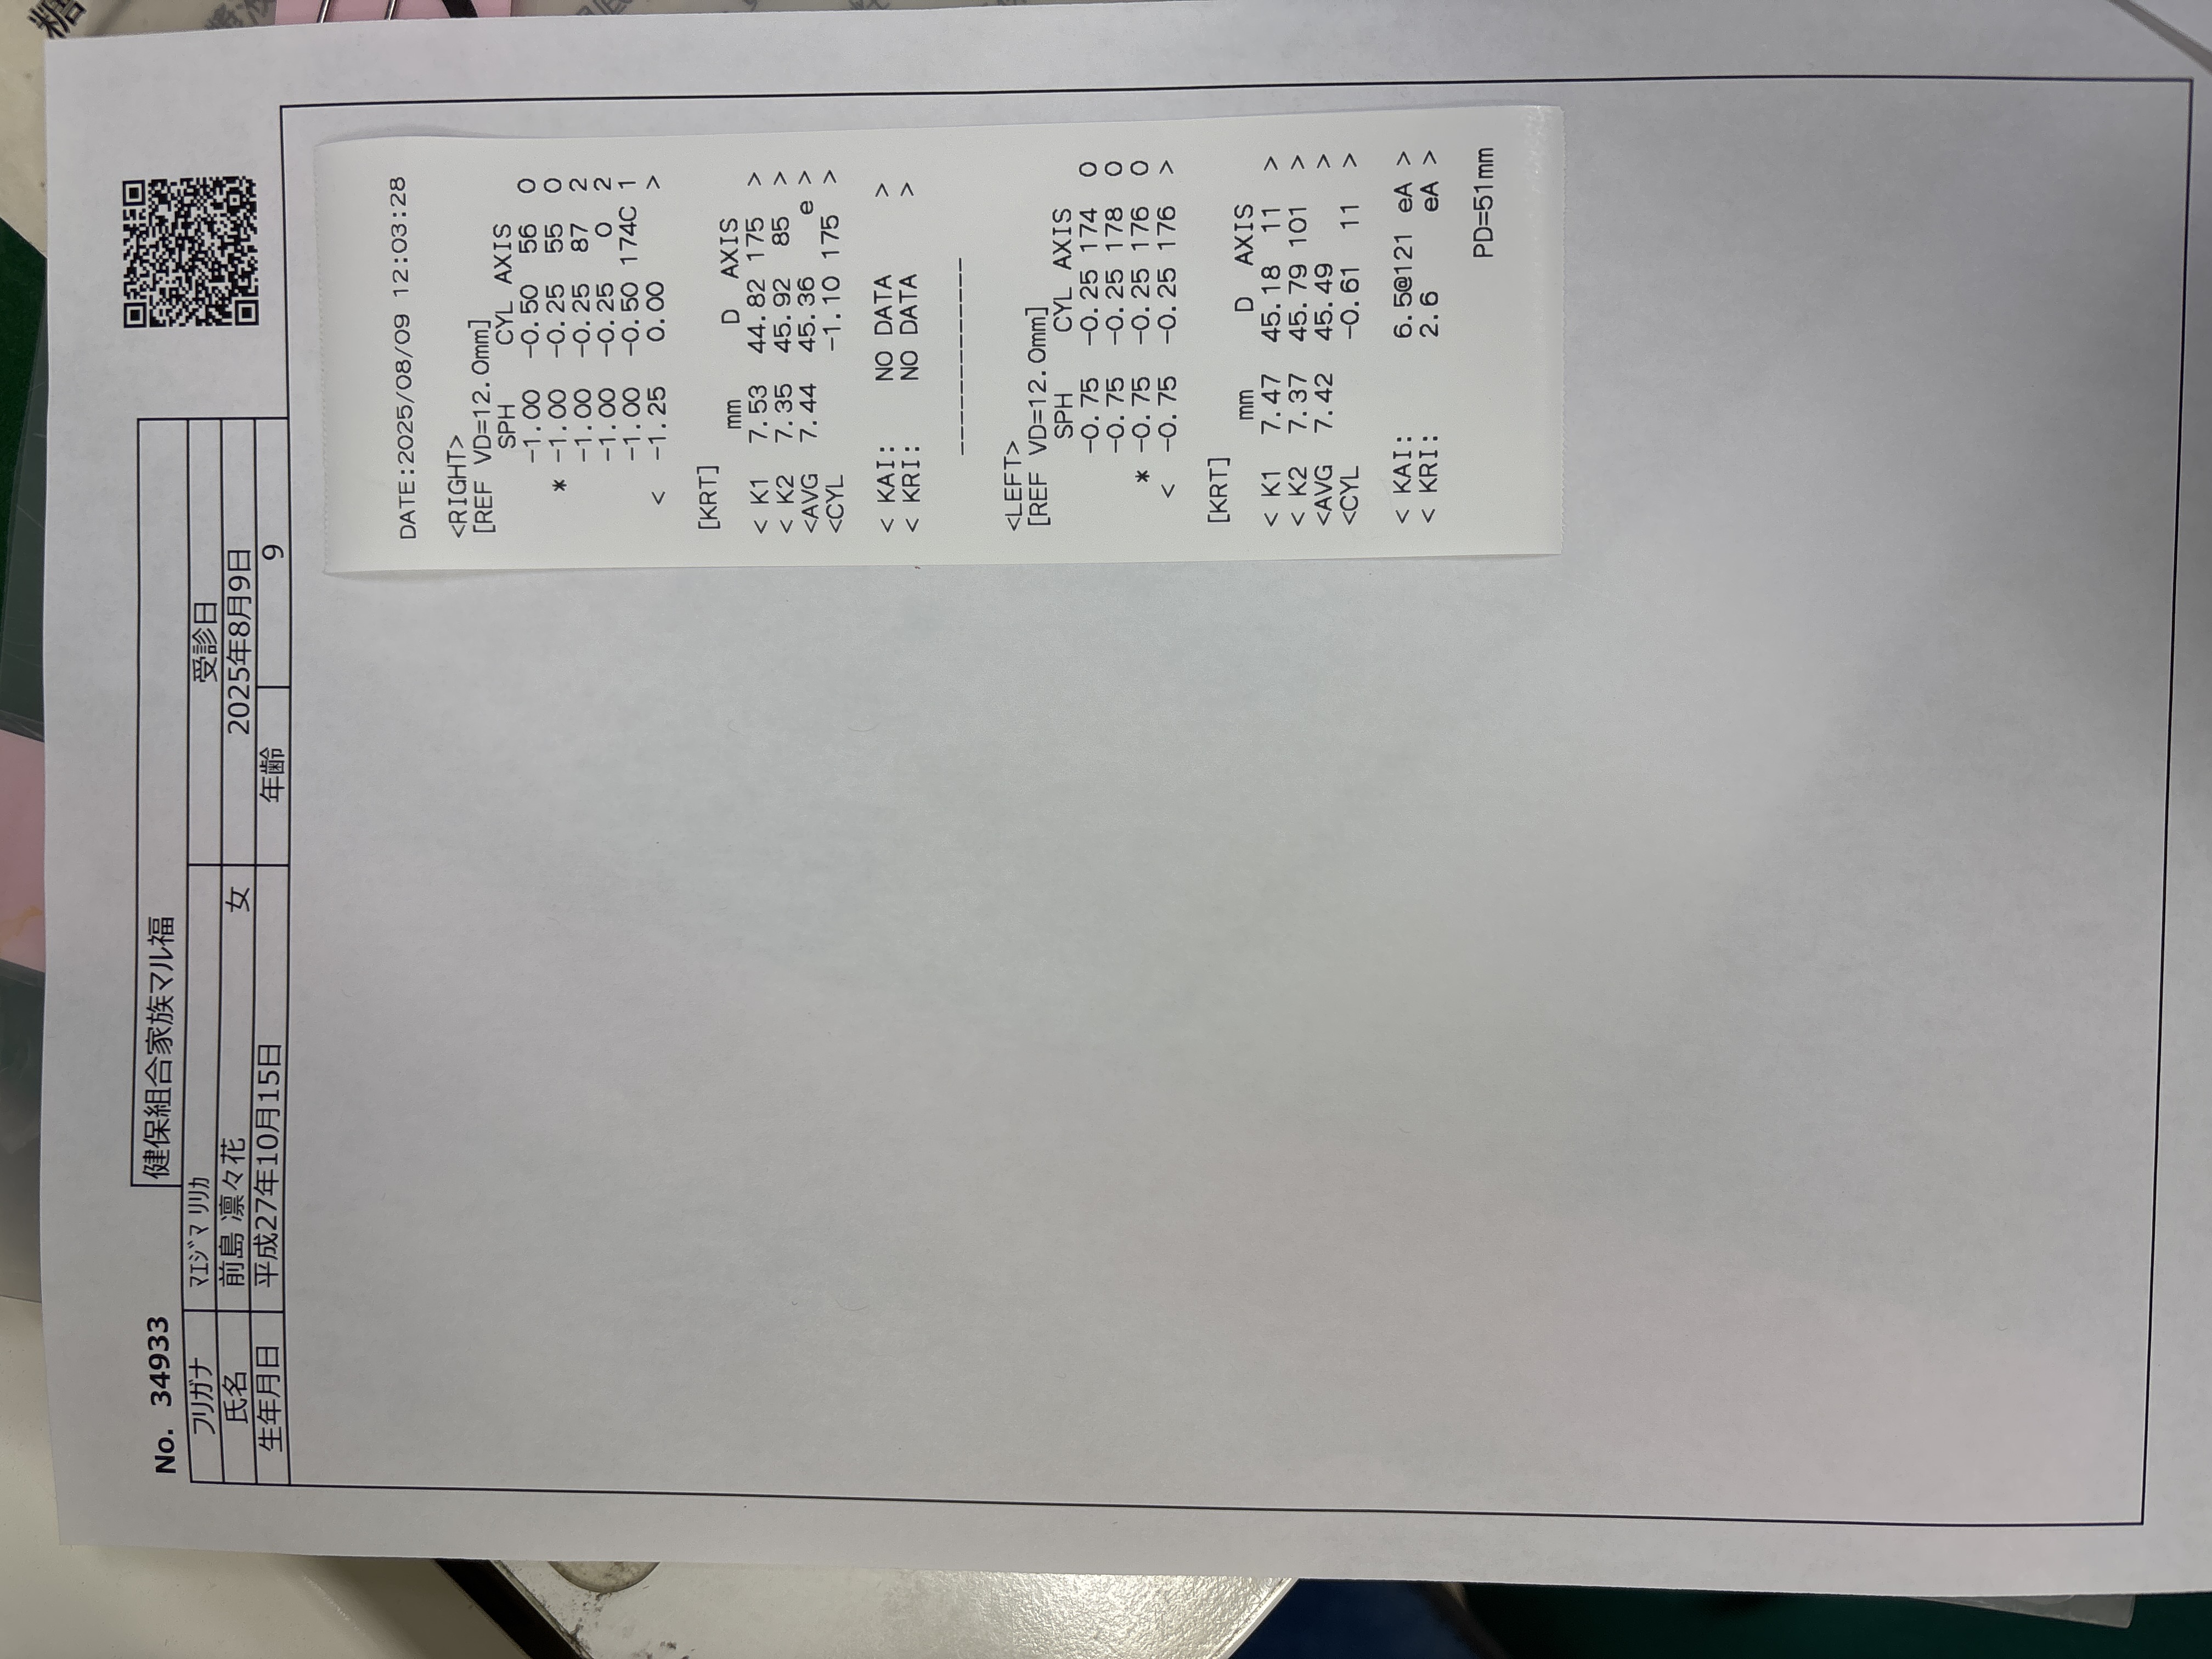 No. 34933
健保組合家族マル福
フリガナ ﾏｴｼﾞﾏ ﾘﾘｶ 受診日
氏名 前島 凛々花 女 2025年8月9日
生年月日 平成27年10月15日 年齢 9
糖
DATE:2025/08/09 12:03:28
<RIGHT>
[REF VD=12.0mm]
SPH CYL AXIS
-1.00 -0.50 56 0
* -1.00 -0.25 55 0
-1.00 -0.25 87 2
-1.00 -0.25 0 2
-1.00 -0.50 174C 1
< -1.25 0.00 >
[KRT]
mm D AXIS
< K1 7.53 44.82 175 >
< K2 7.35 45.92 85 >
<AVG 7.44 45.36 e >
<CYL -1.10 175 >
< KAI: NO DATA >
< KRI: NO DATA >
-------------
<LEFT>
[REF VD=12.0mm]
SPH CYL AXIS
-0.75 -0.25 174 0
-0.75 -0.25 178 0
* -0.75 -0.25 176 0
< -0.75 -0.25 176 >
[KRT]
mm D AXIS
< K1 7.47 45.18 11 >
< K2 7.37 45.79 101 >
<AVG 7.42 45.49 >
<CYL -0.61 11 >
< KAI: 6.5@121 eA >
< KRI: 2.6 eA >
PD=51mm